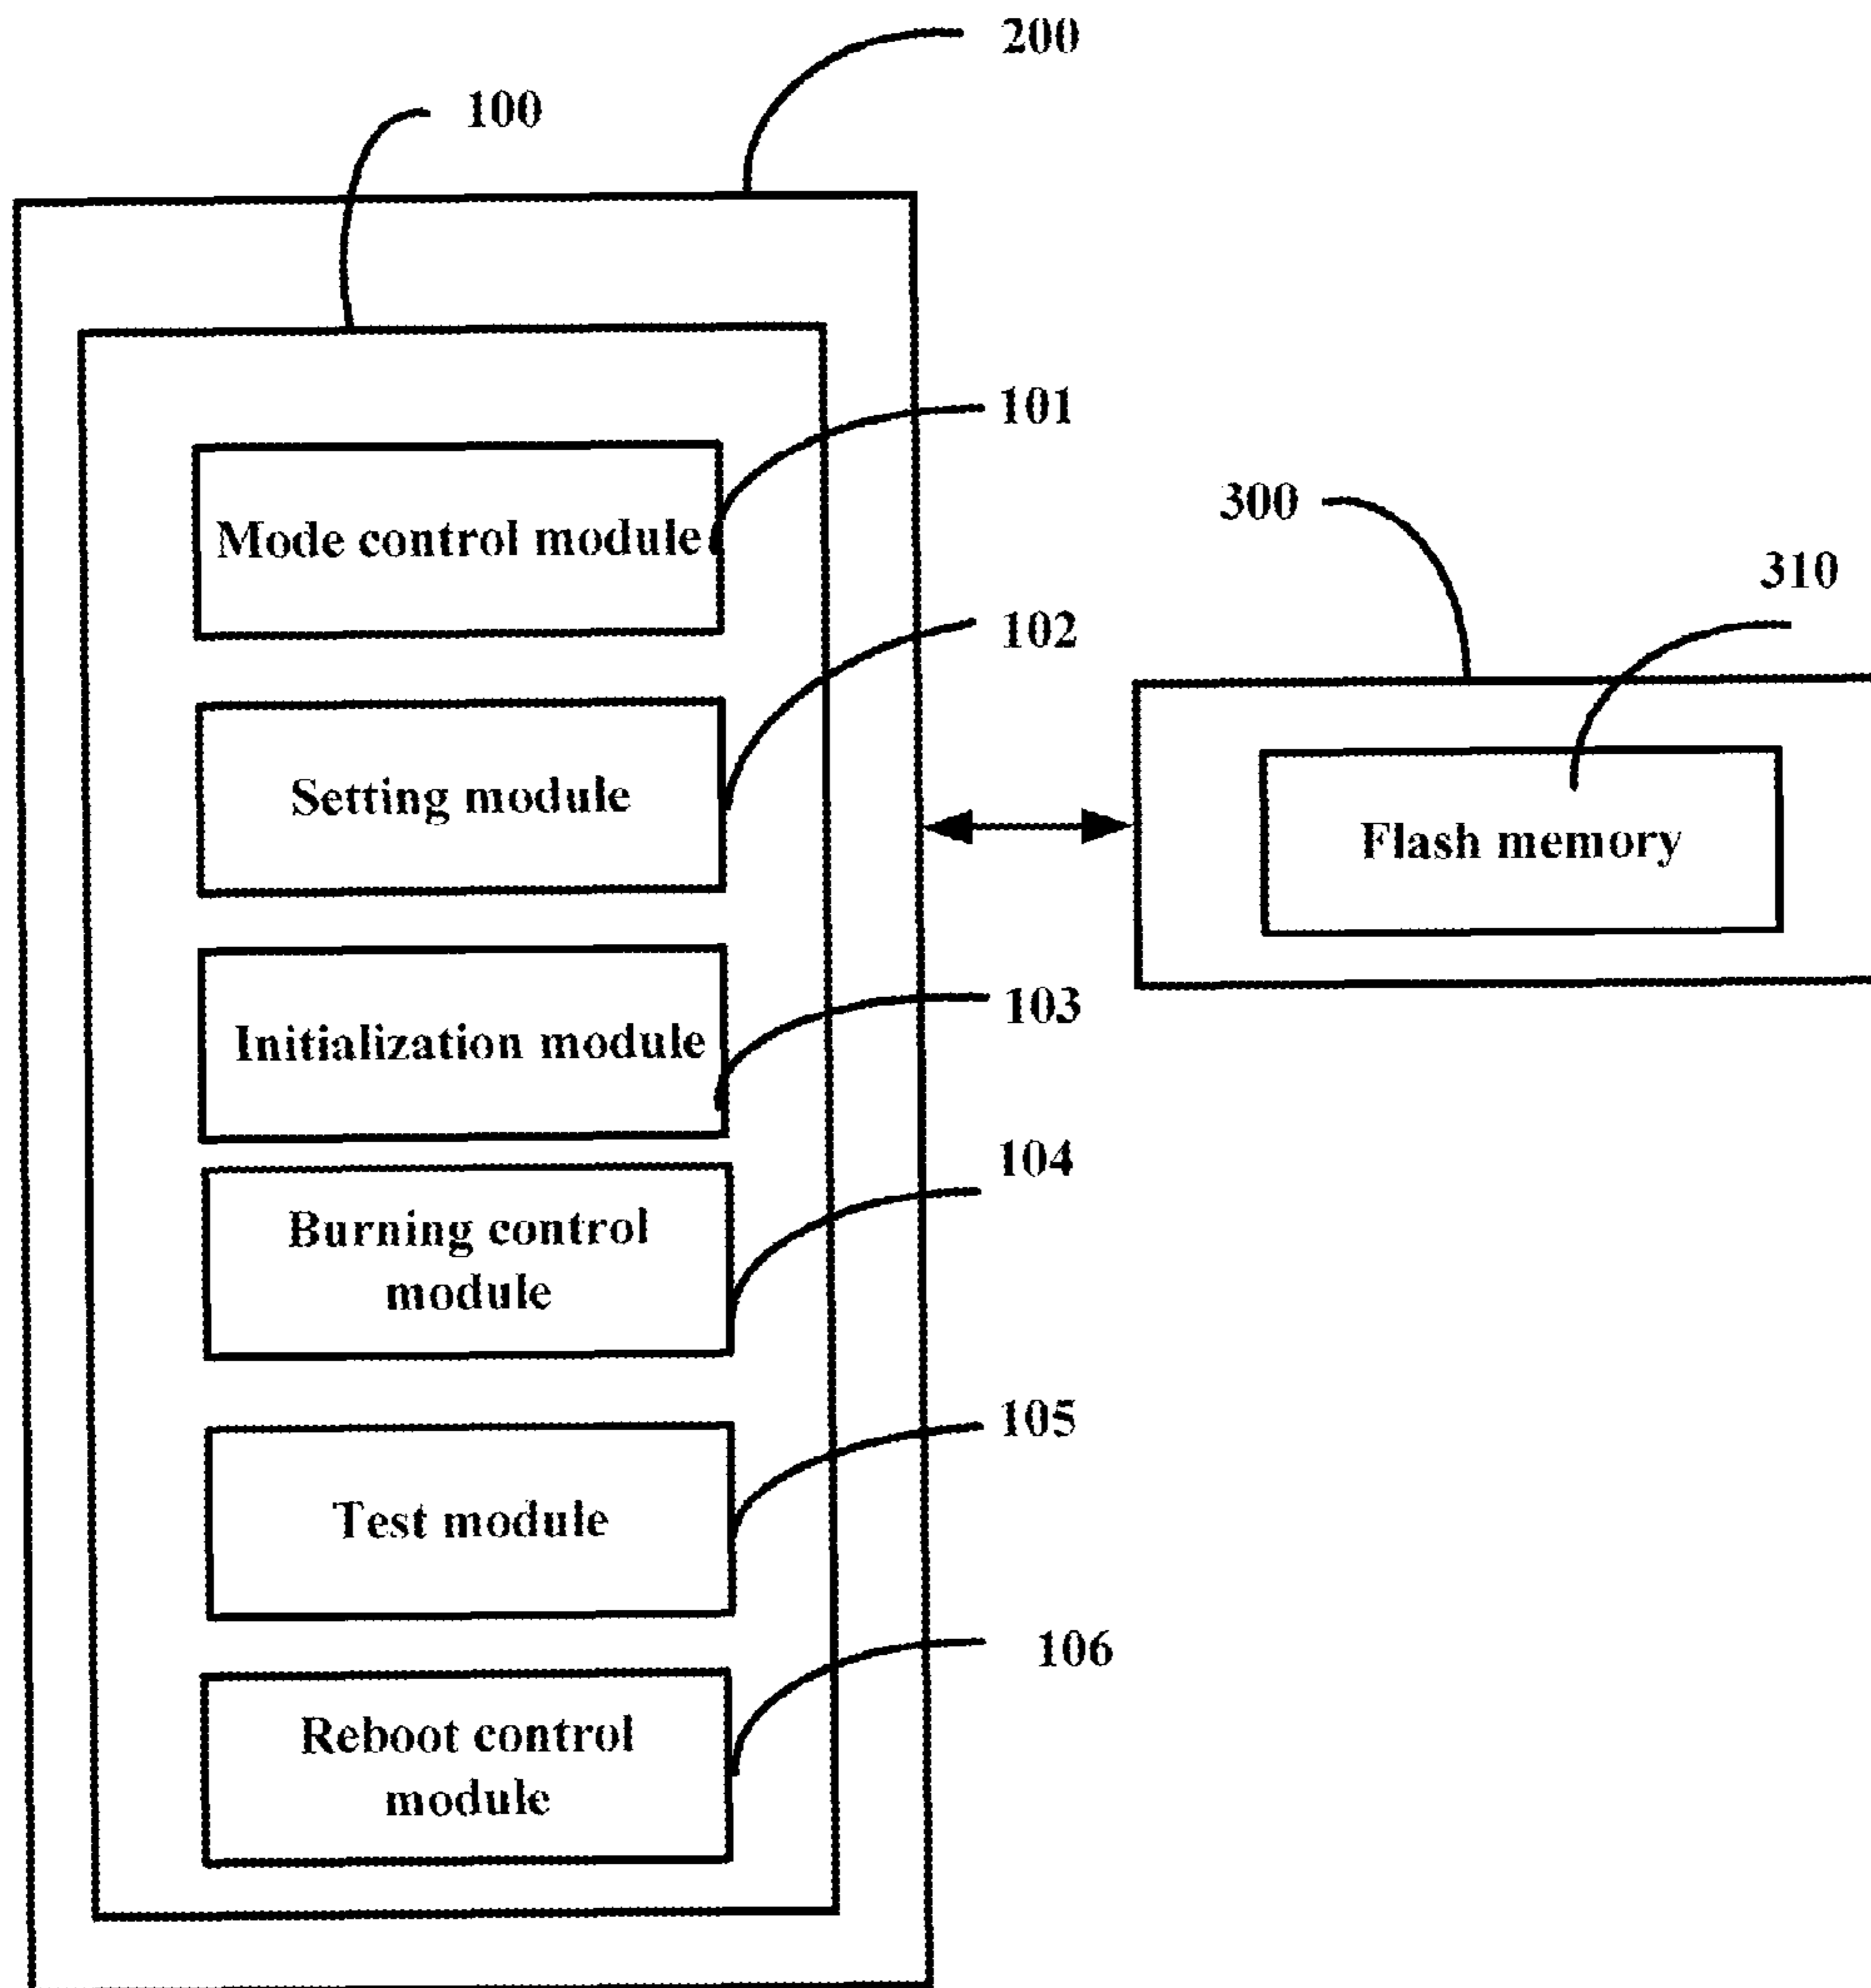 200
100
101
Mode control module
300
310
102
Setting module
Flash memory
103
Initialization module
104
Burning control
module
105
Test module
106
Reboot control
module